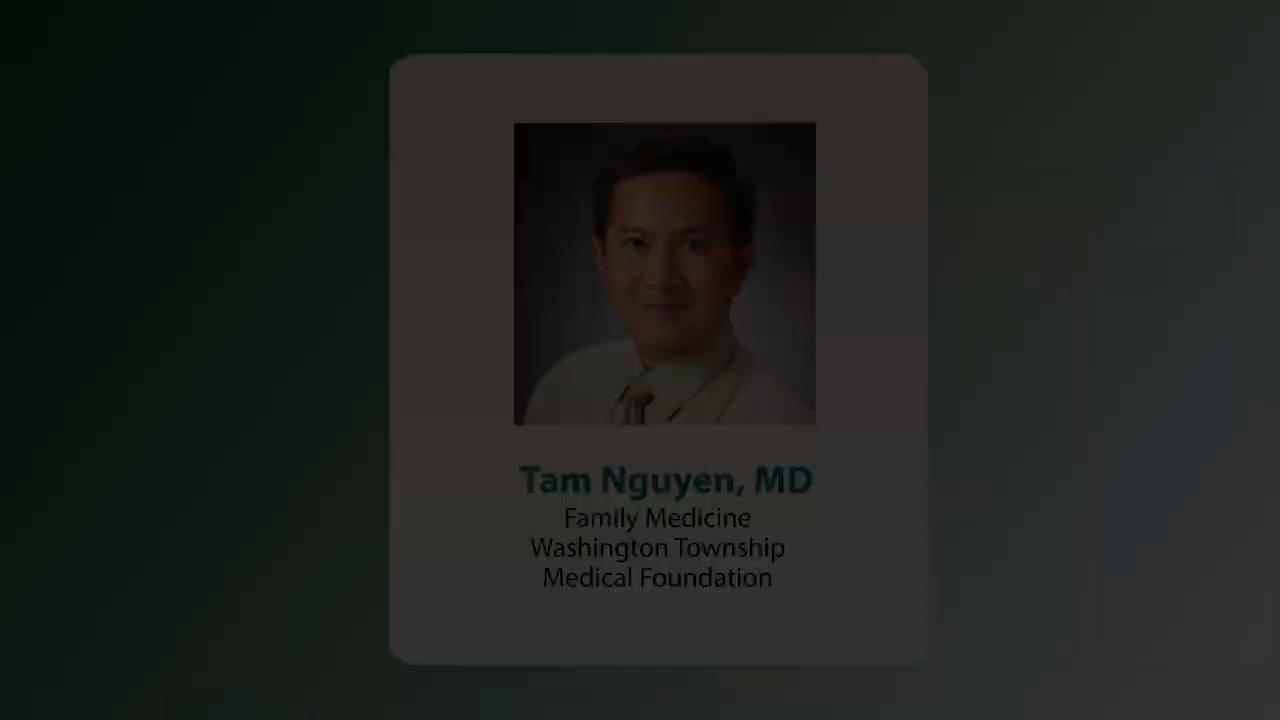 Tam Nguyen, MD
Family Medicine
Washington Township
Medical Foundation